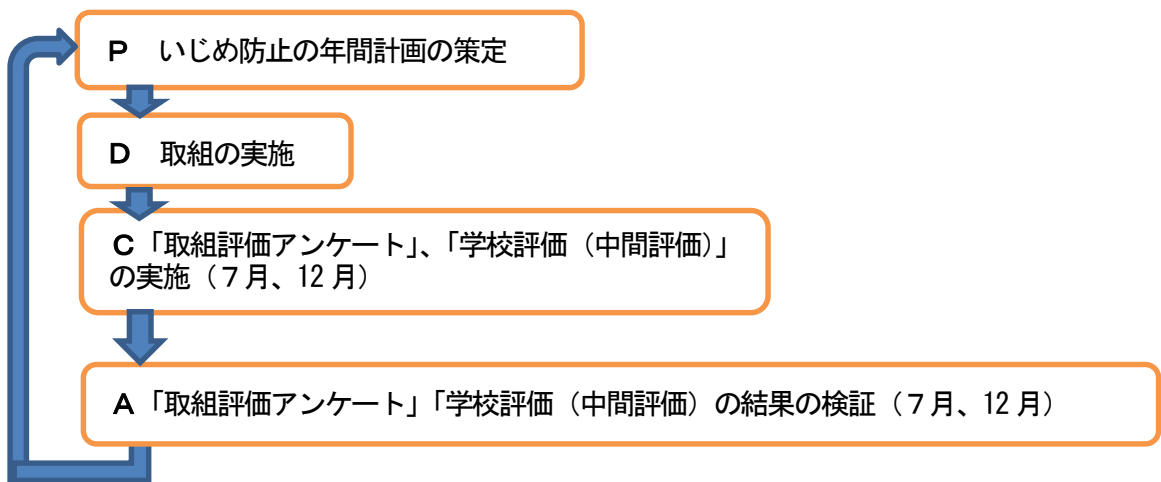 P　いじめ防止の年間計画の策定
D　取組の実施
C「取組評価アンケート」、「学校評価（中間評価）」
の実施（７月、12 月）
A「取組評価アンケート」「学校評価（中間評価）の結果の検証（７月、12 月）